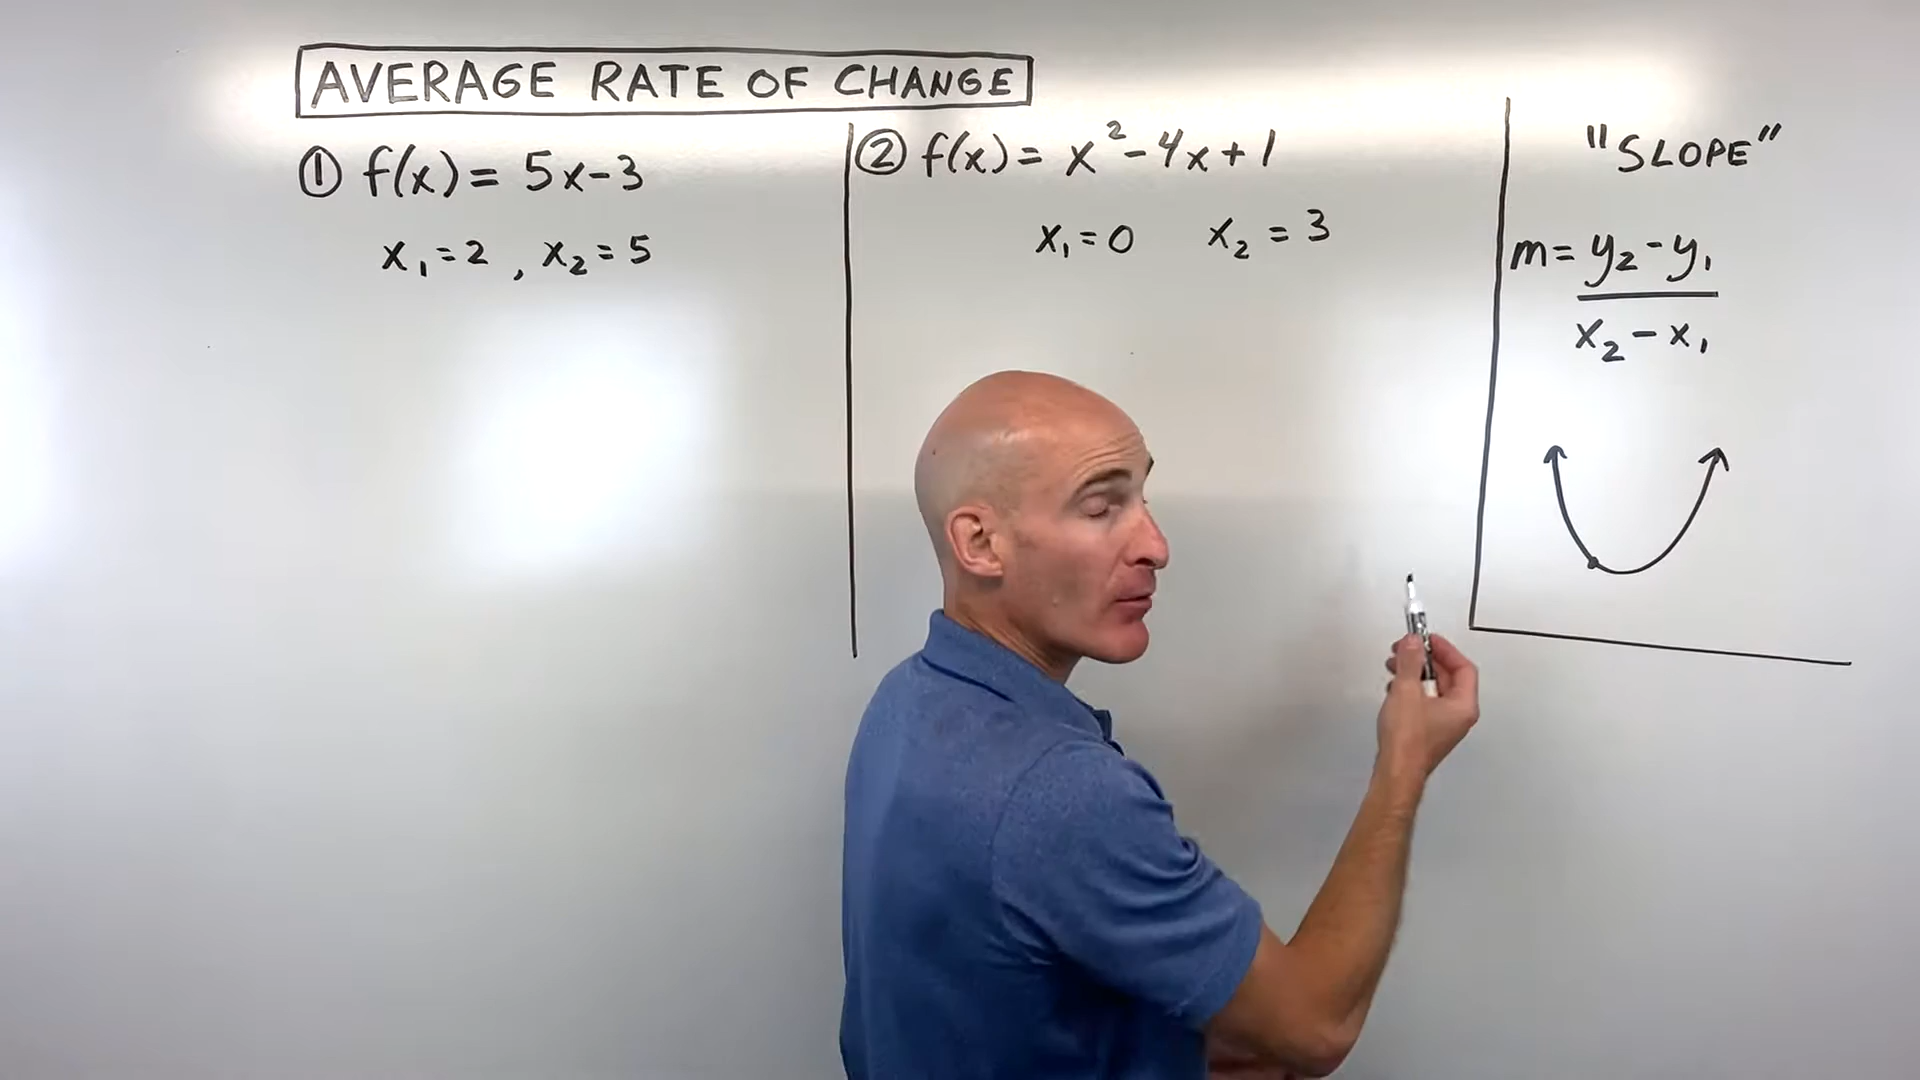 AVERAGE RATE OF CHANGE
① f(x) = 5x-3
x₁=2 , x₂=5
② f(x) = x²-4x+1
x₁=0 x₂=3
"SLOPE"
m= y₂-y₁
x₂-x₁